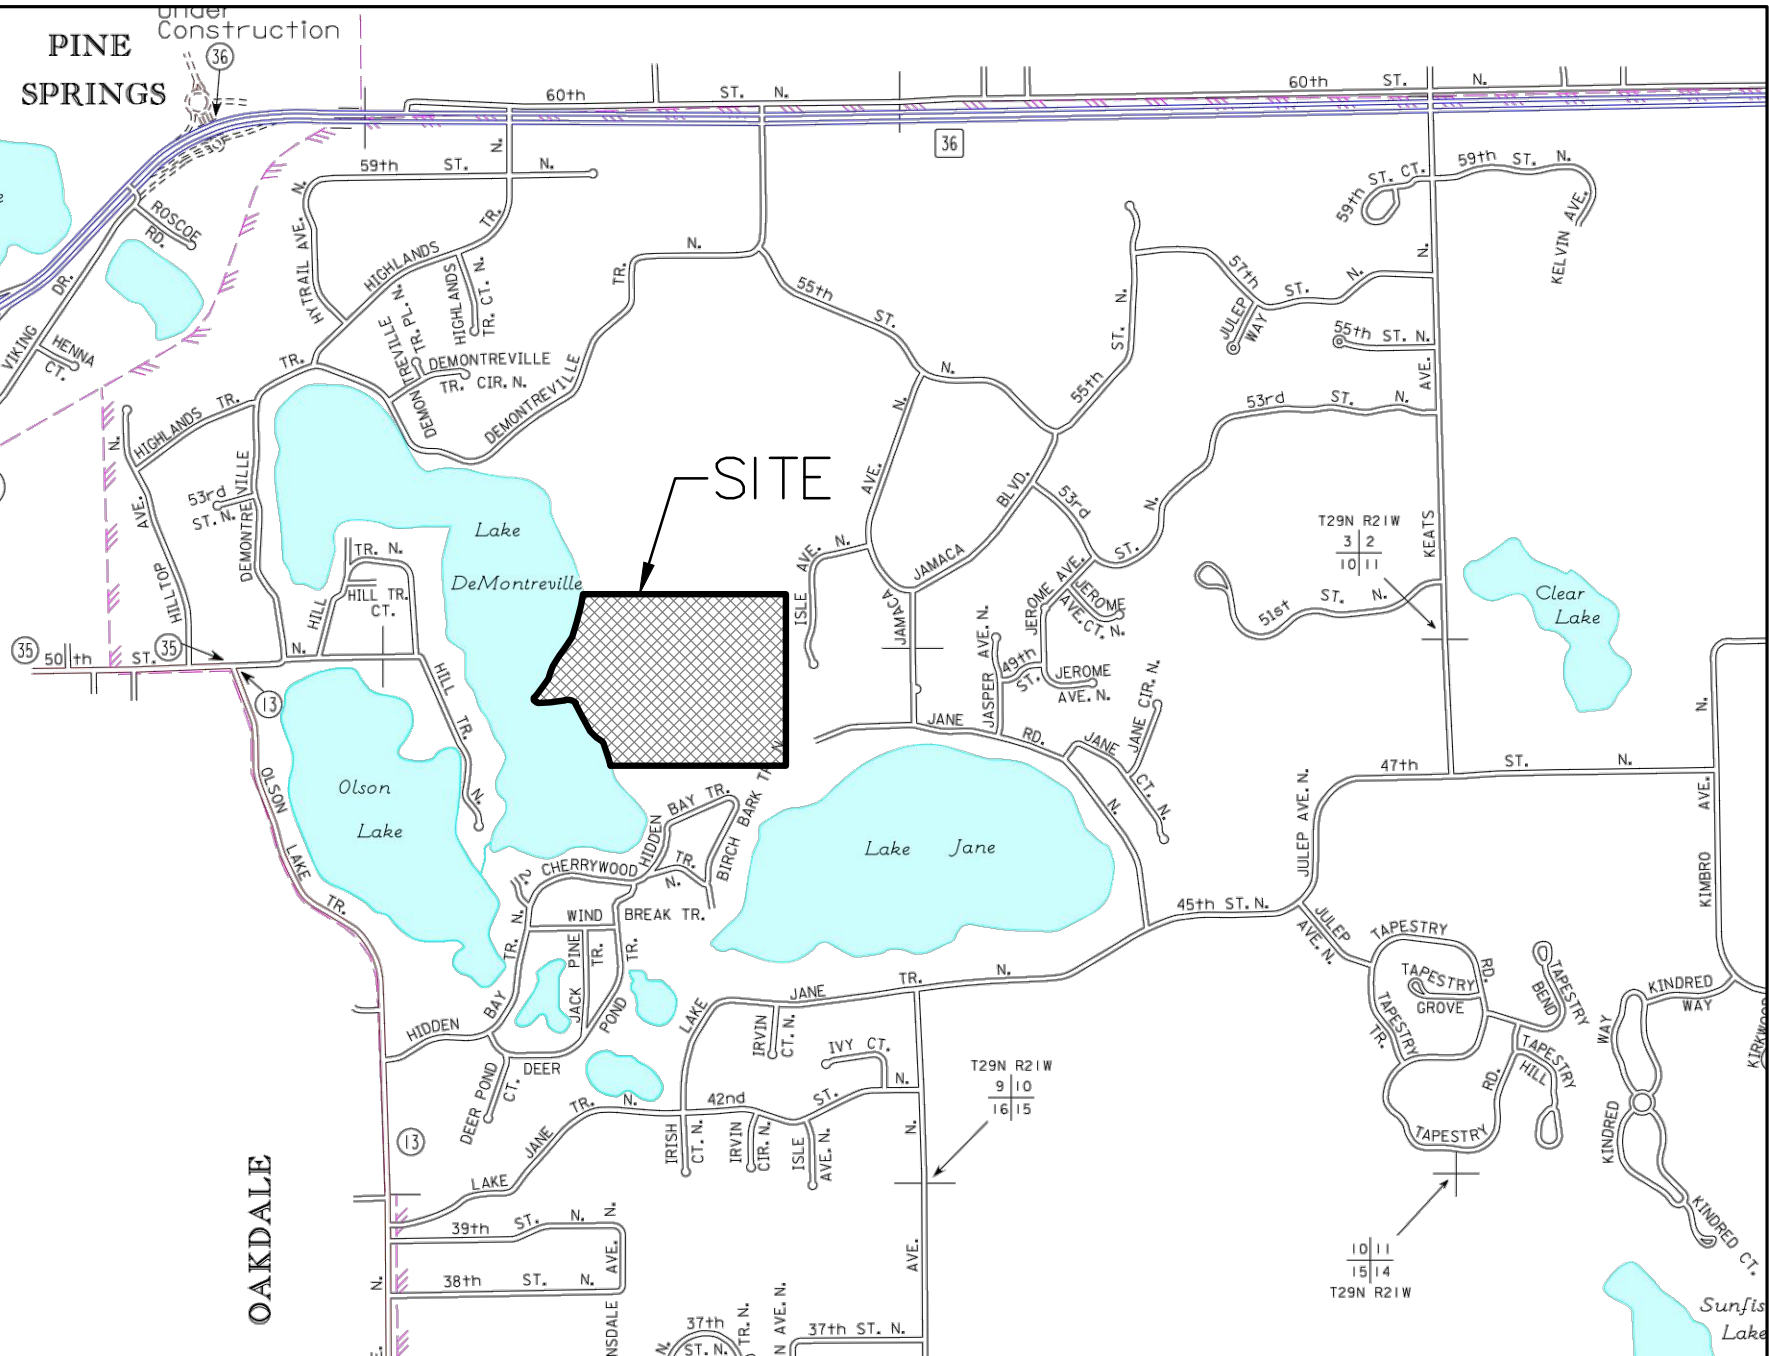 Under
Construction
PINE
SPRINGS
36
60th ST. N.
60th ST. N.
36
59th ST. N.
N.
59th ST. CT.
59th ST. N.
KELVIN AVE.
ROSCOE
RD.
HYTRAIL AVE. N.
HIGHLANDS TR.
HIGHLANDS
TR. CT. N.
DEMONTREVILLE
TR. PL. N.
DEMONTREVILLE
TR. CIR. N.
DEMONTREVILLE TR. N.
VIKING DR.
HENNA
CT.
TR.
HIGHLANDS TR.
N.
55th ST. N.
57th ST. N.
JULEP
WAY
55th ST. N.
55th ST. N.
53rd ST. N.
AVE. N.
KEATS
HILLTOP AVE.
DEMONTREVILLE
53rd
ST. N.
SITE
Lake
DeMontreville
TR. N.
HILL TR.
CT.
HILL
35
50th ST.
35
N.
13
HILL TR. N.
ISLE AVE. N.
AVE. N.
JAMACA BLVD.
JAMACA
53rd ST. N.
JEROME AVE.
JEROME
AVE. CT. N.
JASPER AVE. N.
49th
ST.
JEROME
AVE. N.
T29N R21W
3 2
10 11
51st ST. N.
Clear
Lake
JANE RD. N.
JANE CT. N.
JANE CIR. N.
47th ST. N.
N.
KIMBRO AVE.
OLSON LAKE TR.
Olson
Lake
Lake Jane
HIDDEN BAY TR.
BIRCH BARK TR. N.
CHERRYWOOD
TR.
N.
WIND BREAK TR.
JACK PINE
TR.
POND TR.
HIDDEN BAY TR. N.
DEER
DEER POND
CT.
LAKE JANE TR. N.
JULEP AVE. N.
45th ST. N.
JULEP
AVE. N.
TAPESTRY RD.
TAPESTRY
GROVE
TAPESTRY
TR.
TAPESTRY
BEND
TAPESTRY
HILL
TAPESTRY RD.
KINDRED
WAY
KINDRED WAY
KINDRED CT.
IRVIN
CT. N.
IVY CT.
N.
42nd ST.
T29N R21W
9 10
16 15
13
LAKE JANE TR. N.
IRISH
CT. N.
IRVIN
CIR. N.
ISLE
AVE. N.
N.
AVE.
OAKDALE
39th ST. N.
N.
AVE.
38th ST. N.
N.
10 11
15 14
T29N R21W
Lake
37th
ST. N.
TR. N.
37th ST. N.